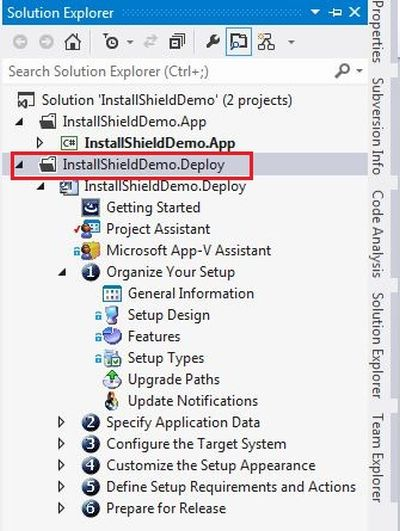 Solution Explorer
Search Solution Explorer (Ctrl+;)
Solution 'InstallShieldDemo' (2 projects)
InstallShieldDemo.App
C# InstallShieldDemo.App
InstallShieldDemo.Deploy
InstallShieldDemo.Deploy
Getting Started
Project Assistant
Microsoft App-V Assistant
1 Organize Your Setup
General Information
Setup Design
Features
Setup Types
Upgrade Paths
Update Notifications
2 Specify Application Data
3 Configure the Target System
4 Customize the Setup Appearance
5 Define Setup Requirements and Actions
6 Prepare for Release
Properties
Subversion Info
Code Analysis
Solution Explorer
Team Explorer